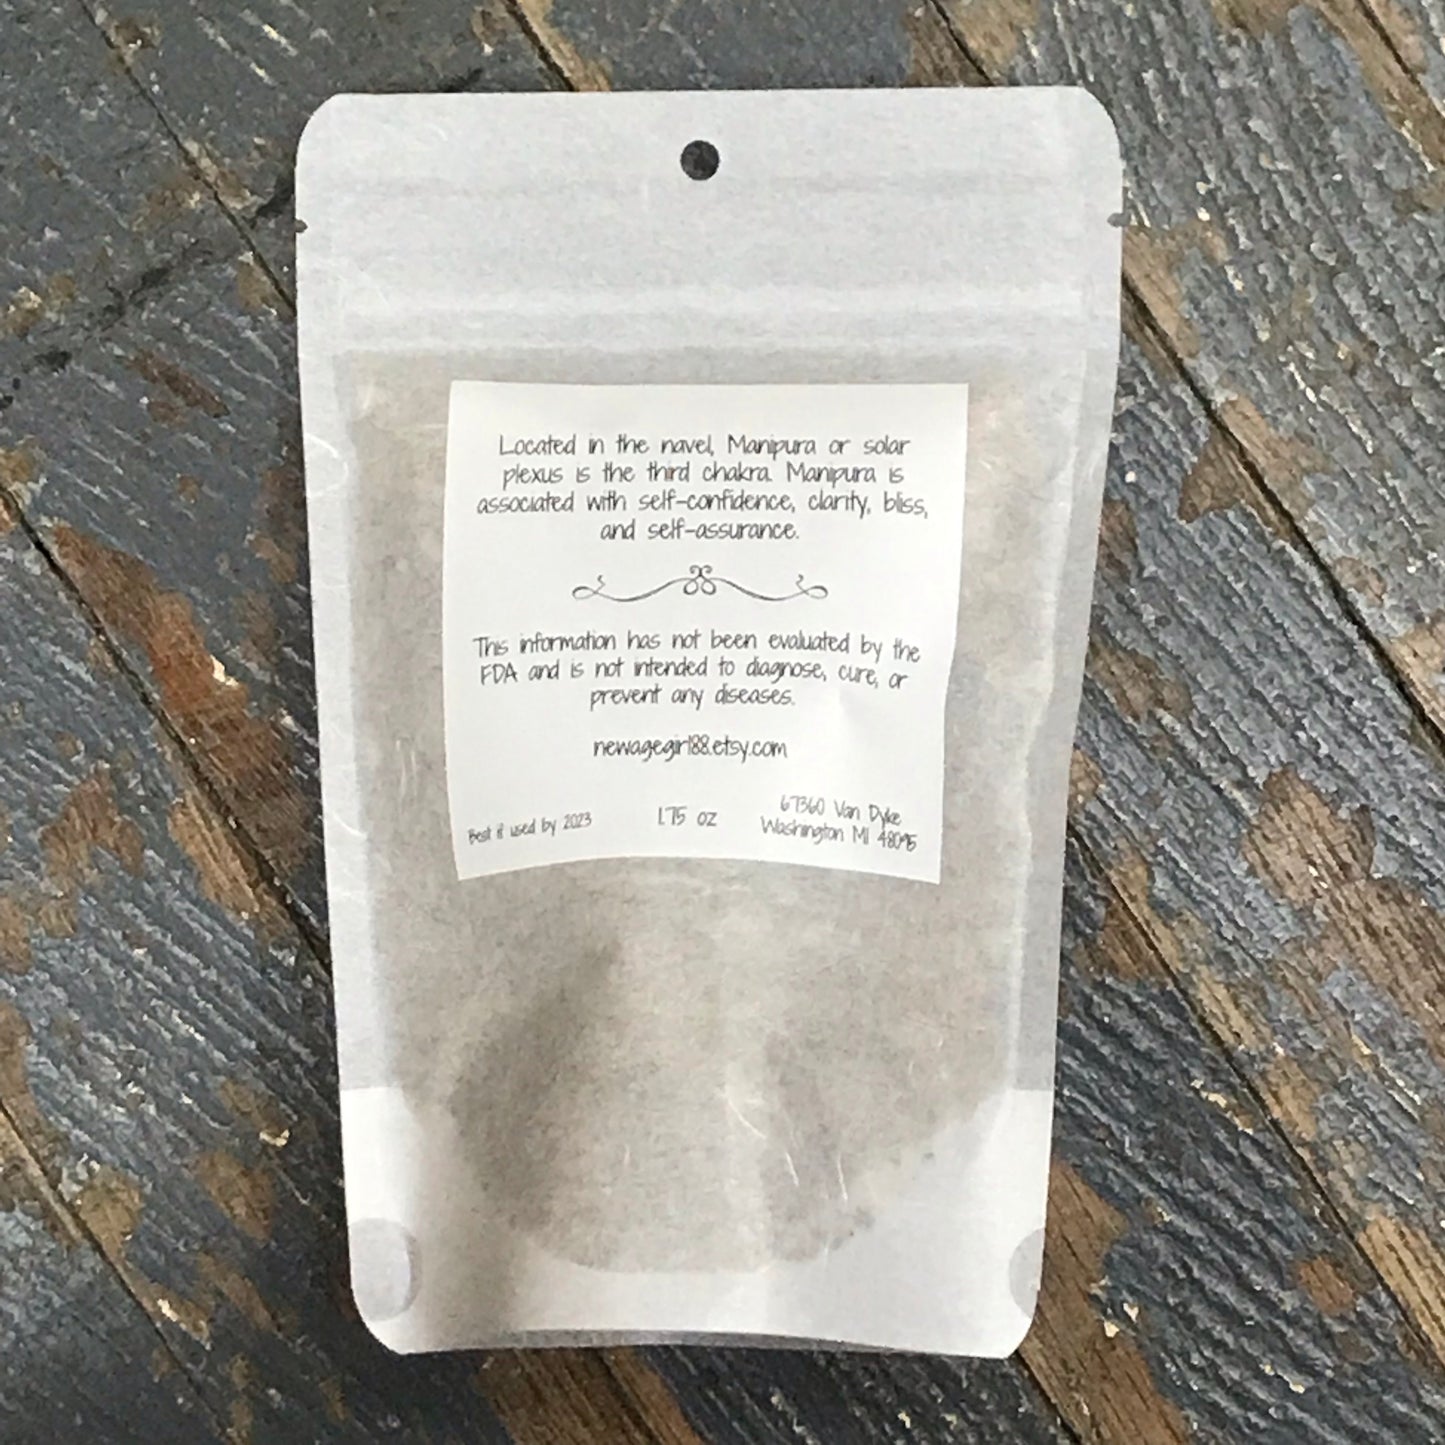 Located in the navel, Manipura or solar
plexus is the third chakra. Manipura is
associated with self-confidence, clarity, bliss,
and self-assurance.
This information has not been evaluated by the
FDA and is not intended to diagnose, cure, or
prevent any diseases.
newagegirl88.etsy.com
Best if used by 2023
1.75 oz
67360 Van Dyke
Washington MI 48095